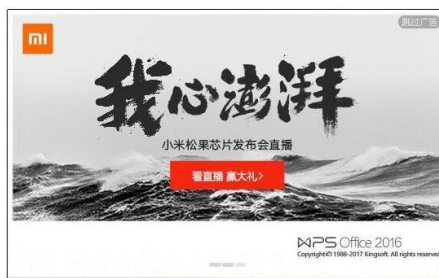 mi
跳过广告
我心澎湃
小米松果芯片发布会直播
看直播 赢大礼>
WPS Office 2016
Copyright© 1988-2017 Kingsoft. All rights reserved.